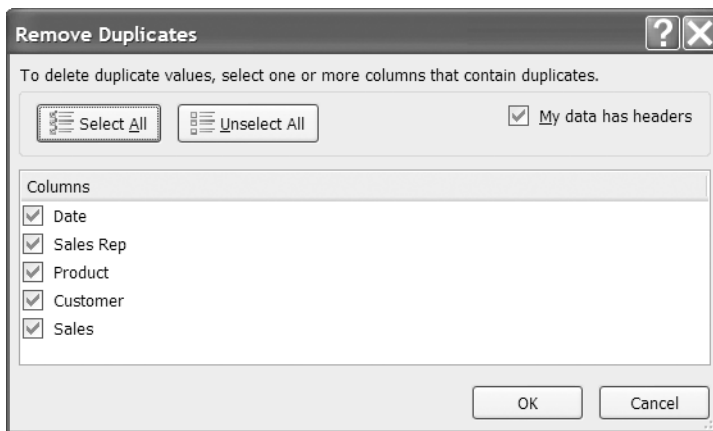 Remove Duplicates
To delete duplicate values, select one or more columns that contain duplicates.
Select All Unselect All My data has headers
Columns
Date
Sales Rep
Product
Customer
Sales
OK Cancel